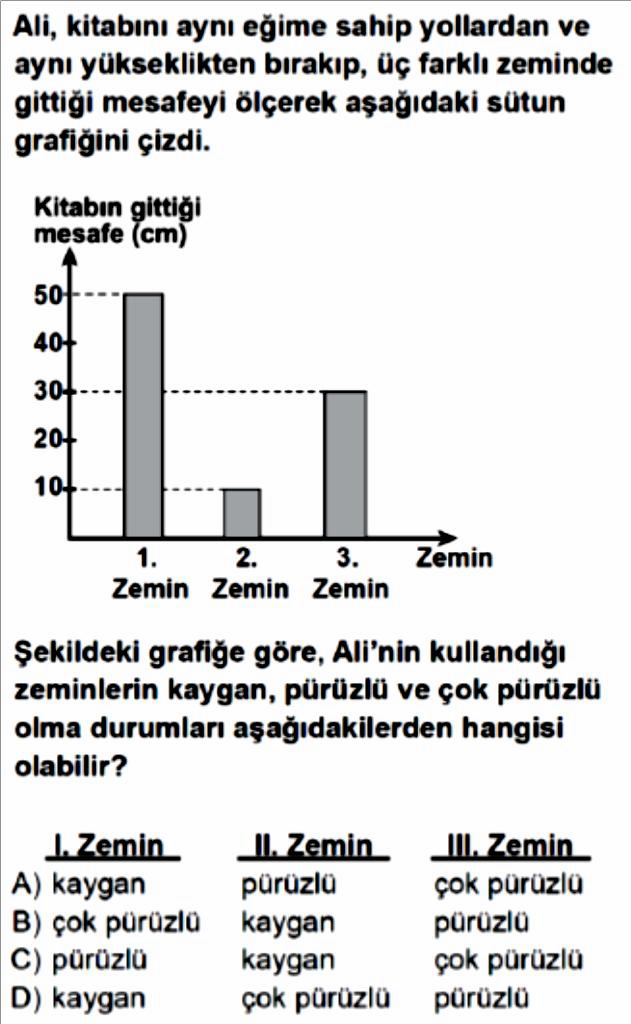 Ali, kitabını aynı eğime sahip yollardan ve
aynı yükseklikten bırakıp, üç farklı zeminde
gittiği mesafeyi ölçerek aşağıdaki sütun
grafiğini çizdi.
Kitabın gittiği
mesafe (cm)
50
40
30
20
10
1. 2. 3. Zemin
Zemin Zemin Zemin
Şekildeki grafiğe göre, Ali'nin kullandığı
zeminlerin kaygan, pürüzlü ve çok pürüzlü
olma durumları aşağıdakilerden hangisi
olabilir?
I. Zemin II. Zemin III. Zemin
A) kaygan pürüzlü çok pürüzlü
B) çok pürüzlü kaygan pürüzlü
C) pürüzlü kaygan çok pürüzlü
D) kaygan çok pürüzlü pürüzlü